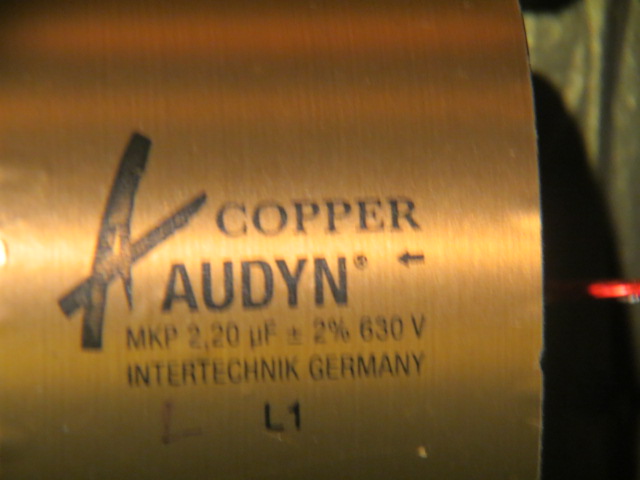 COPPER
AUDYN® ←
MKP 2,20 µF ± 2% 630 V
INTERTECHNIK GERMANY
L L1